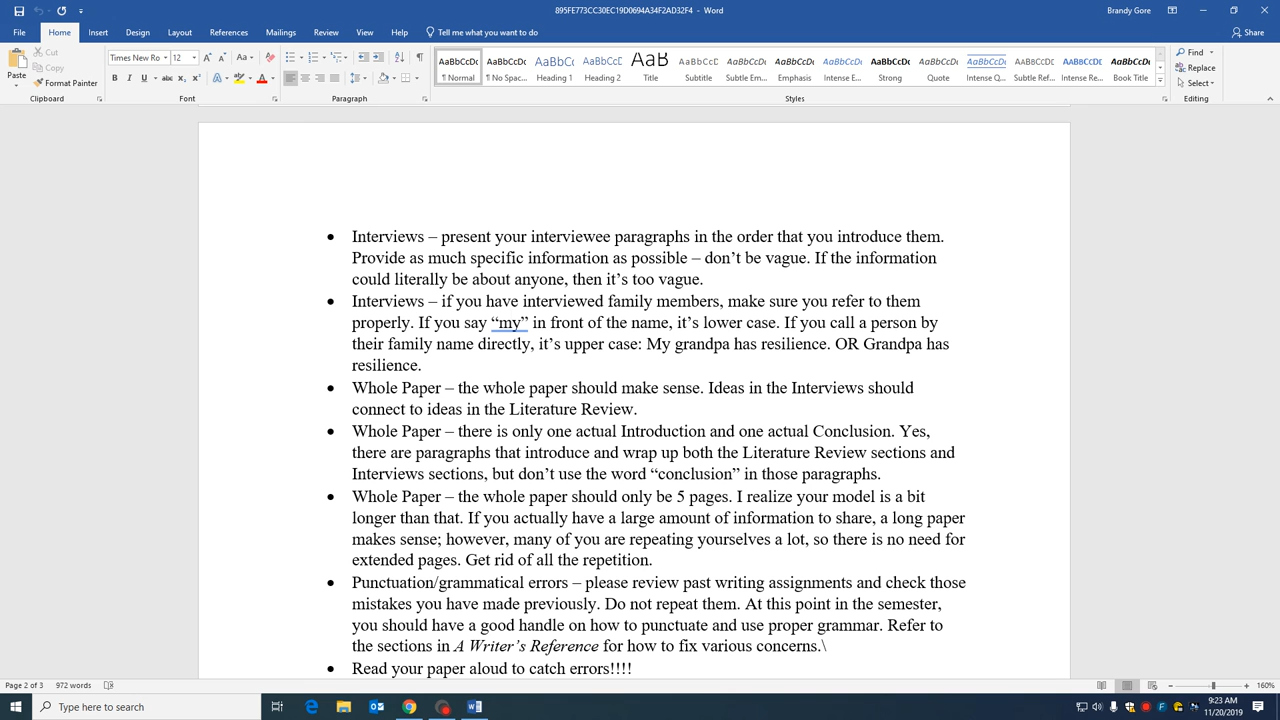 895FE773CC30EC19D0694A34F2AD32F4 - Word
Brandy Gore
File Home Insert Design Layout References Mailings Review View Help Tell me what you want to do
Share
Paste
Cut
Copy
Format Painter
Clipboard
Times New Ro 12
Font
Paragraph
AaBbCcDc AaBbCcDc AaBbCc AaBbCcD AaB AaBbCcD AaBbCcDt AaBbCcDt AaBbCcDt AaBbCcDc AaBbCcDt AaBbCcDt AaBbCcDt AaBbCcDt AaBbCcDt
¶ Normal ¶ No Spac... Heading 1 Heading 2 Title Subtitle Subtle Em... Emphasis Intense E... Strong Quote Intense Q... Subtle Ref... Intense Re... Book Title
Styles
Find
Replace
Select
Editing
• Interviews – present your interviewee paragraphs in the order that you introduce them.
Provide as much specific information as possible – don’t be vague. If the information
could literally be about anyone, then it’s too vague.
• Interviews – if you have interviewed family members, make sure you refer to them
properly. If you say “my” in front of the name, it’s lower case. If you call a person by
their family name directly, it’s upper case: My grandpa has resilience. OR Grandpa has
resilience.
• Whole Paper – the whole paper should make sense. Ideas in the Interviews should
connect to ideas in the Literature Review.
• Whole Paper – there is only one actual Introduction and one actual Conclusion. Yes,
there are paragraphs that introduce and wrap up both the Literature Review sections and
Interviews sections, but don’t use the word “conclusion” in those paragraphs.
• Whole Paper – the whole paper should only be 5 pages. I realize your model is a bit
longer than that. If you actually have a large amount of information to share, a long paper
makes sense; however, many of you are repeating yourselves a lot, so there is no need for
extended pages. Get rid of all the repetition.
• Punctuation/grammatical errors – please review past writing assignments and check those
mistakes you have made previously. Do not repeat them. At this point in the semester,
you should have a good handle on how to punctuate and use proper grammar. Refer to
the sections in A Writer’s Reference for how to fix various concerns.\
• Read your paper aloud to catch errors!!!!
Page 2 of 3 972 words
160%
Type here to search
9:23 AM
11/20/2019